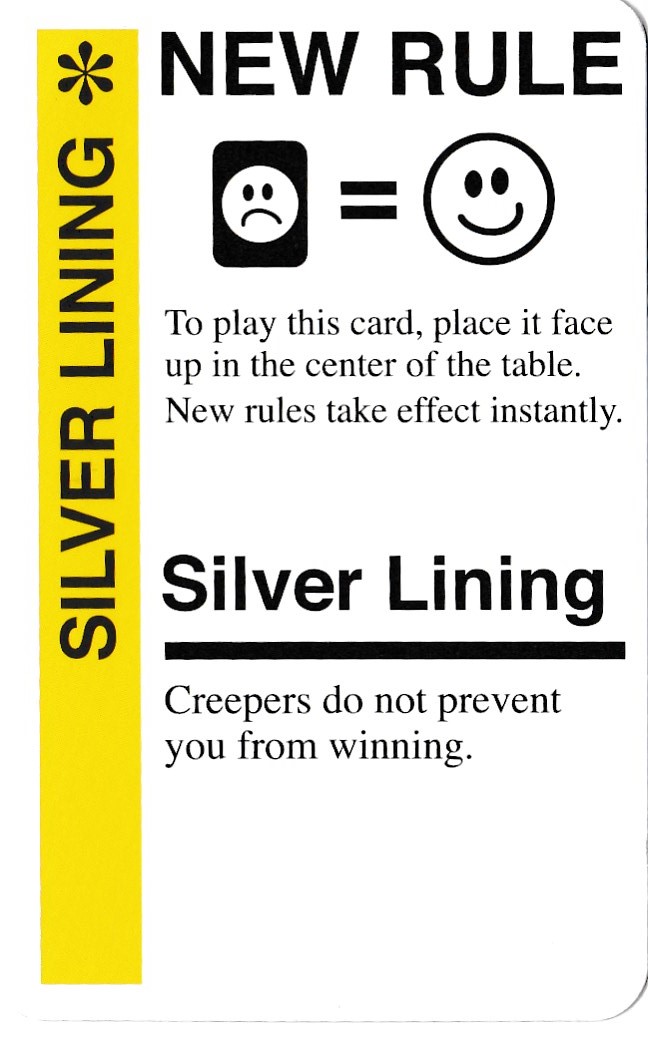 SILVER LINING *
NEW RULE
=
To play this card, place it face
up in the center of the table.
New rules take effect instantly.
Silver Lining
Creepers do not prevent
you from winning.